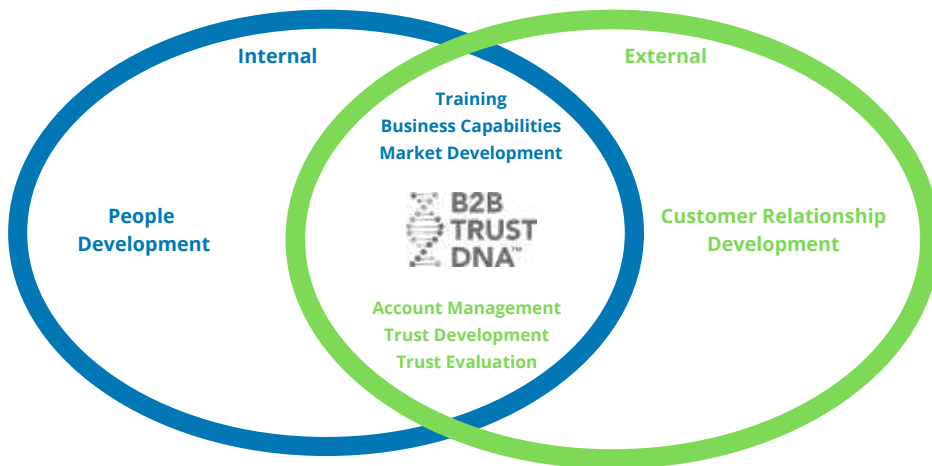 Internal
External
Training
Business Capabilities
Market Development
People
Development
B2B
TRUST
DNA™
Customer Relationship
Development
Account Management
Trust Development
Trust Evaluation